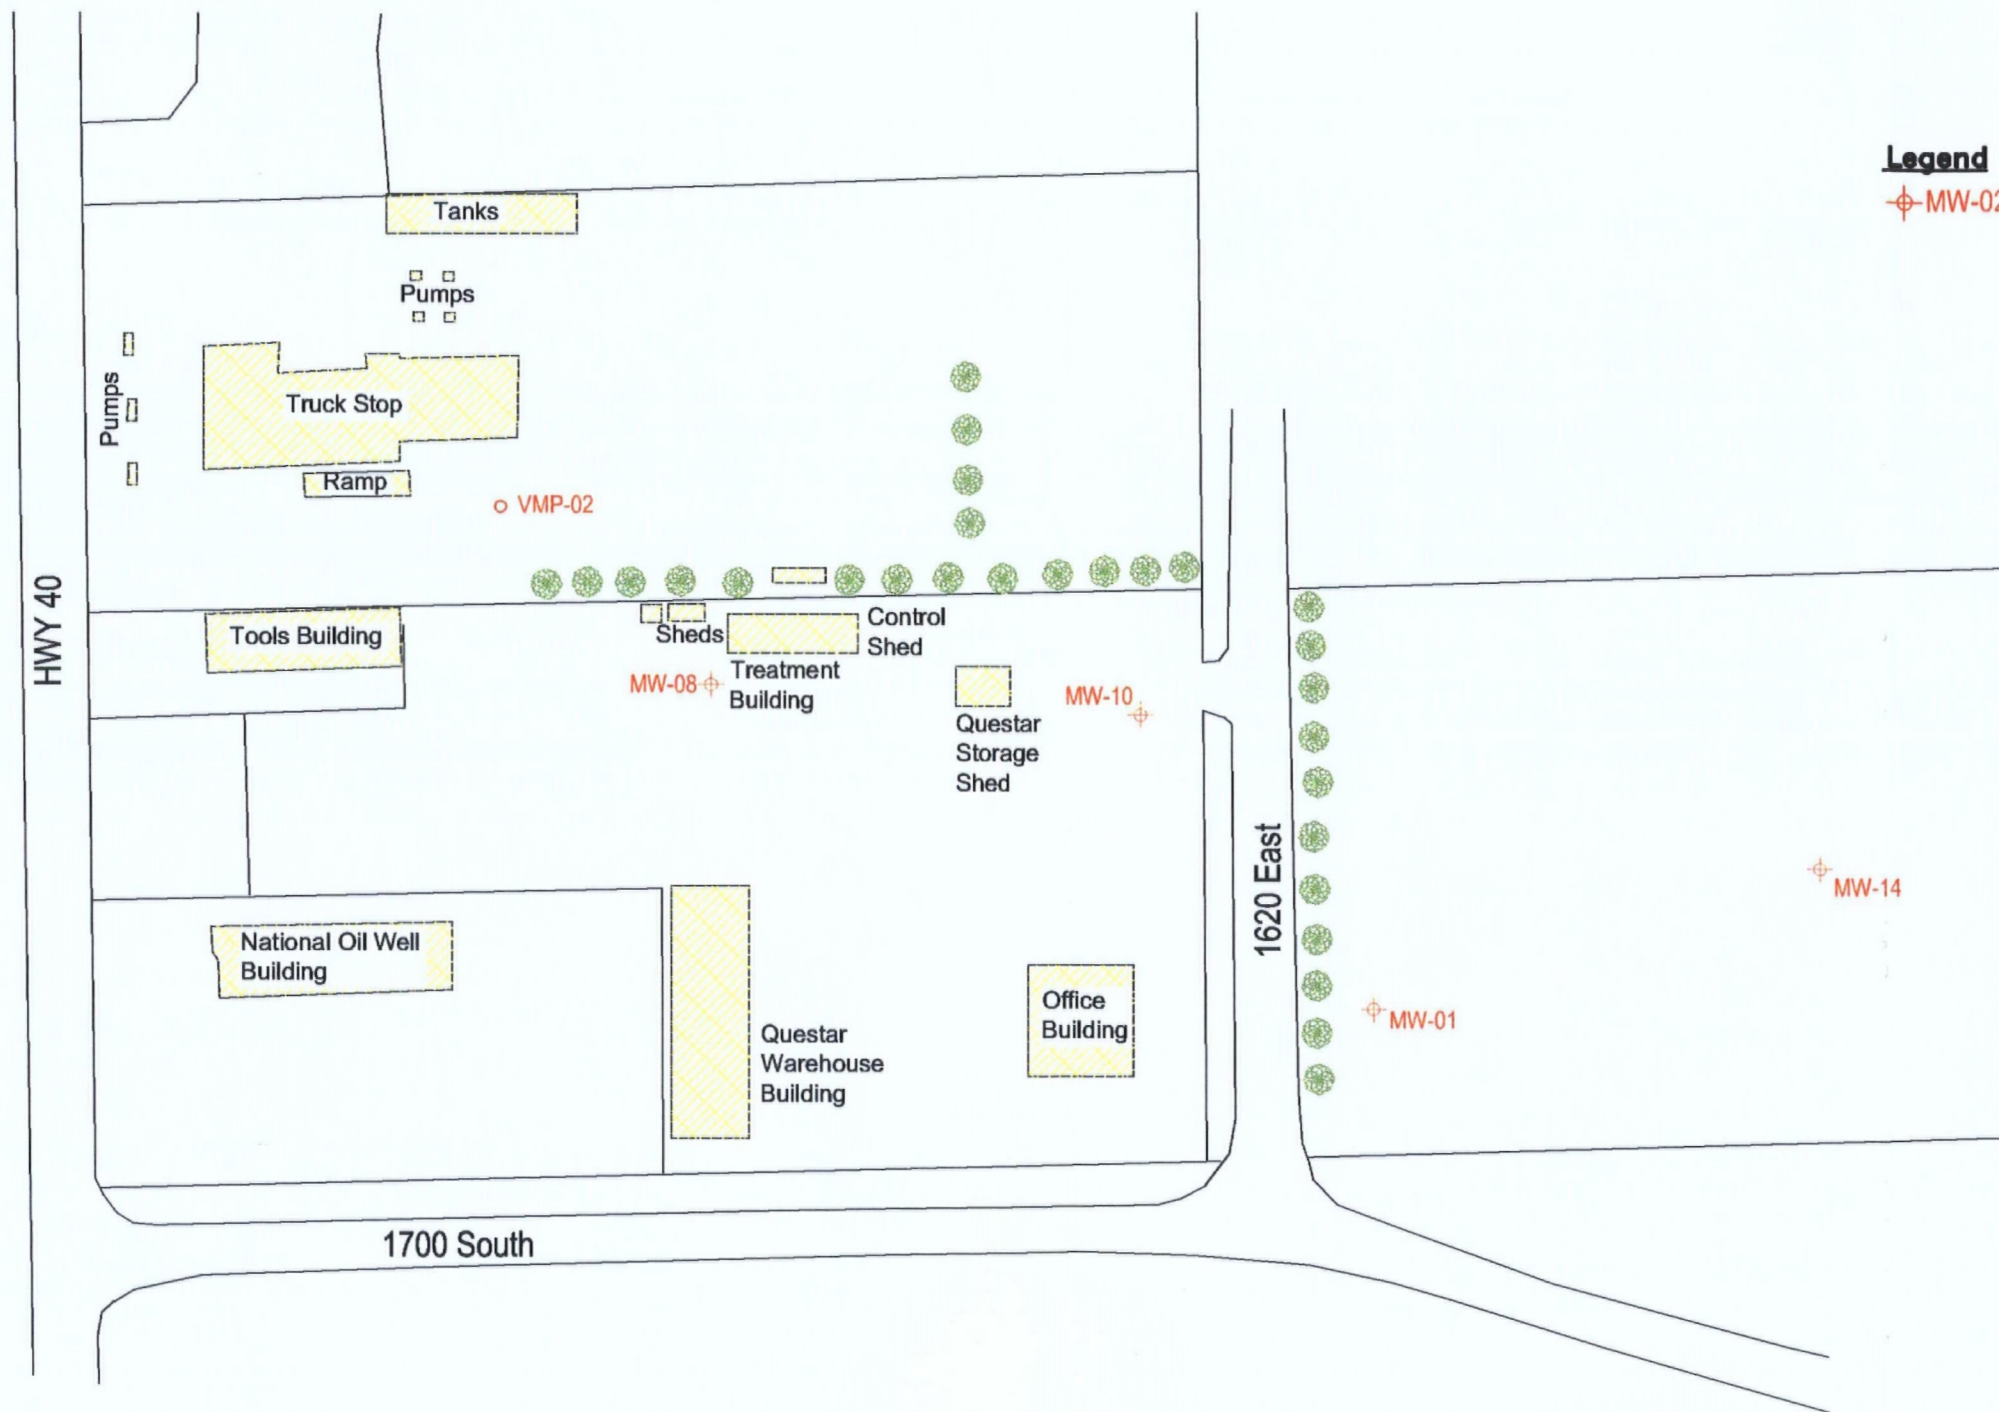 Legend
MW-02
Tanks
Pumps
Pumps
Truck Stop
Ramp
VMP-02
HWY 40
Tools Building
Sheds
Control
Shed
MW-08
Treatment
Building
MW-10
Questar
Storage
Shed
1620 East
MW-14
National Oil Well
Building
Office
Building
MW-01
Questar
Warehouse
Building
1700 South